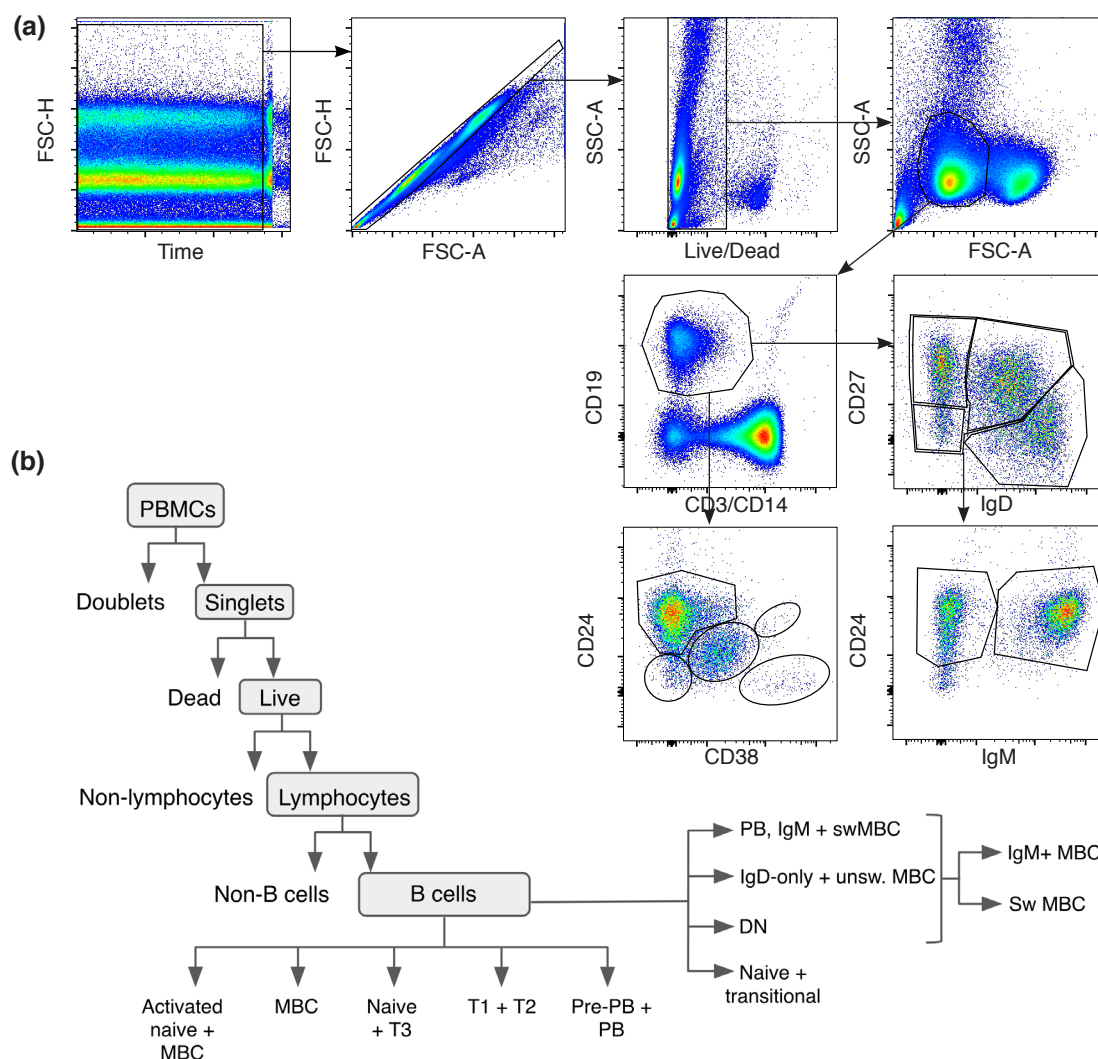 (a)
FSC-H
Time
FSC-H
FSC-A
SSC-A
Live/Dead
SSC-A
FSC-A
CD19
CD3/CD14
CD27
IgD
CD24
CD38
CD24
IgM
(b)
PBMCs
Doublets
Singlets
Dead
Live
Non-lymphocytes
Lymphocytes
Non-B cells
B cells
PB, IgM + swMBC
IgD-only + unsw. MBC
DN
Naive +
transitional
IgM+ MBC
Sw MBC
Activated
naive +
MBC
MBC
Naive
+ T3
T1 + T2
Pre-PB +
PB